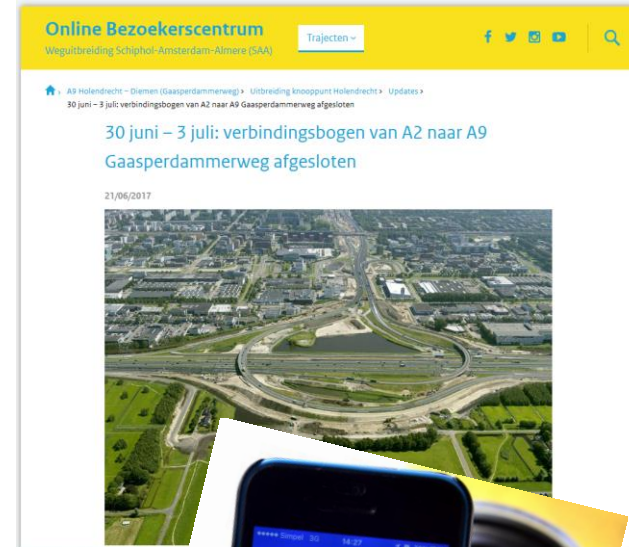 Online Bezoekerscentrum
Weguitbreiding Schiphol-Amsterdam-Almere (SAA)
Trajecten
A9 Holendrecht – Diemen (Gaasperdammerweg) › Uitbreiding knooppunt Holendrecht › Updates ›
30 juni – 3 juli: verbindingsbogen van A2 naar A9 Gaasperdammerweg afgesloten
30 juni – 3 juli: verbindingsbogen van A2 naar A9
Gaasperdammerweg afgesloten
21/06/2017
Simpel 3G 14:27